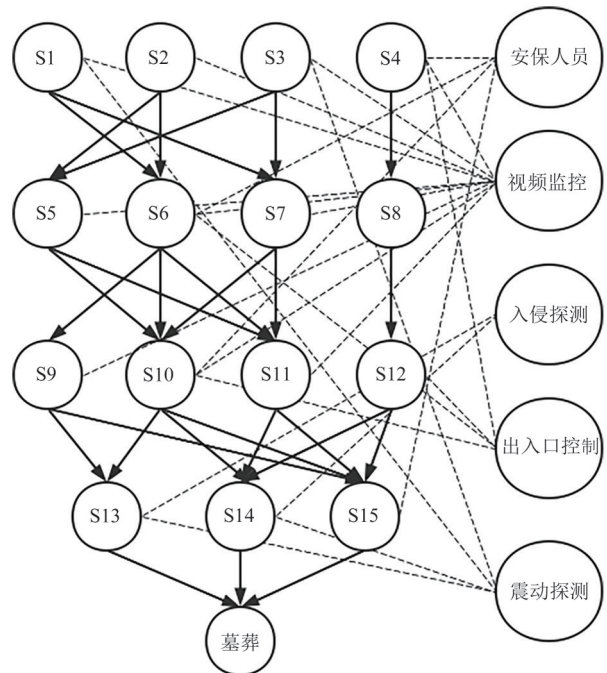 S1 S2 S3 S4 安保人员
视频监控
S5 S6 S7 S8
入侵探测
S9 S10 S11 S12
出入口控制
S13 S14 S15
震动探测
墓葬